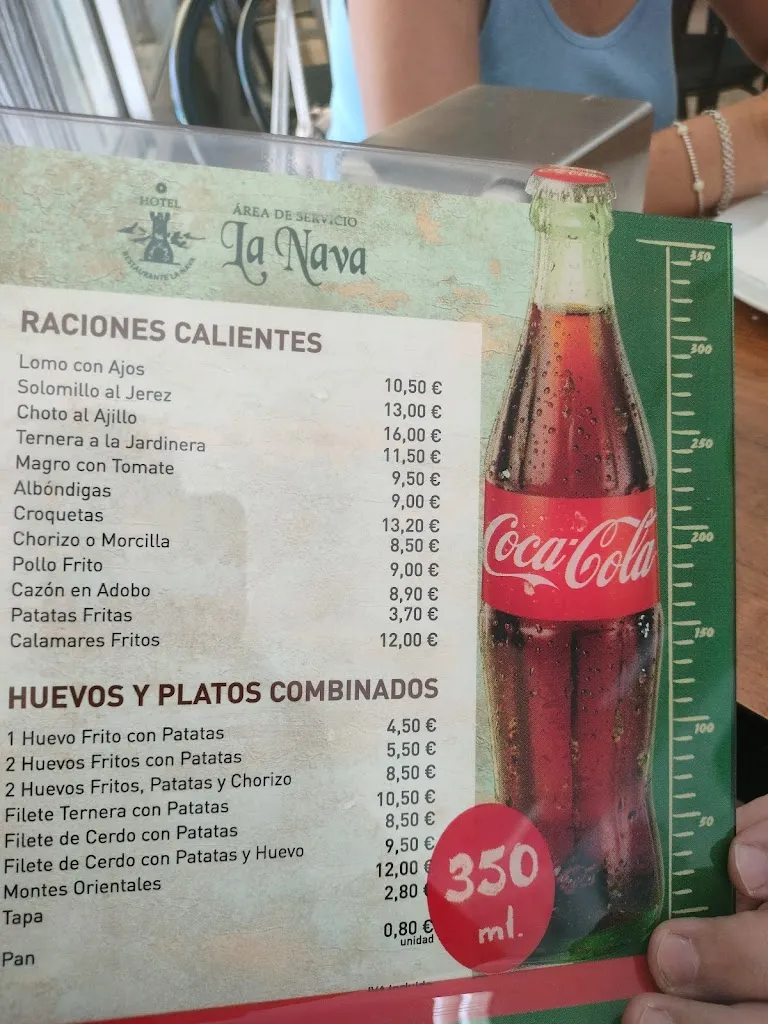 HOTEL
RESTAURANTE LA NAVA
ÁREA DE SERVICIO
La Nava
RACIONES CALIENTES
Lomo con Ajos 10,50 €
Solomillo al Jerez 13,00 €
Choto al Ajillo 16,00 €
Ternera a la Jardinera 11,50 €
Magro con Tomate 9,50 €
Albóndigas 9,00 €
Croquetas 13,20 €
Chorizo o Morcilla 8,50 €
Pollo Frito 9,00 €
Cazón en Adobo 8,90 €
Patatas Fritas 3,70 €
Calamares Fritos 12,00 €
HUEVOS Y PLATOS COMBINADOS
1 Huevo Frito con Patatas 4,50 €
2 Huevos Fritos con Patatas 5,50 €
2 Huevos Fritos, Patatas y Chorizo 8,50 €
Filete Ternera con Patatas 10,50 €
Filete de Cerdo con Patatas 8,50 €
Filete de Cerdo con Patatas y Huevo 9,50 €
Montes Orientales 12,00 €
Tapa 2,80 €
Pan 0,80 €
unidad
Coca-Cola
350
ml.
350
300
250
200
150
100
50